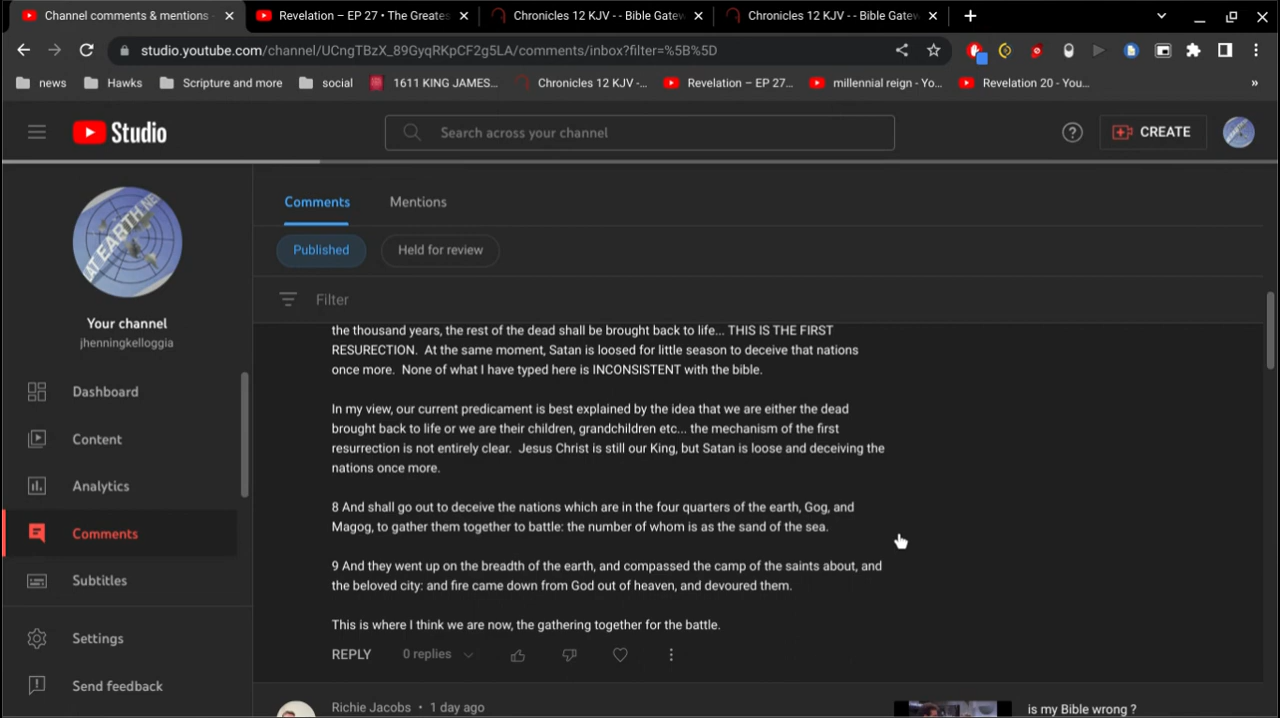 Channel comments & mentions -
Revelation – EP 27 • The Greates
Chronicles 12 KJV - - Bible Gatew
Chronicles 12 KJV - - Bible Gatew
studio.youtube.com/channel/UCngTBzX_89GyqRKpCF2g5LA/comments/inbox?filter=%5B%5D
news
Hawks
Scripture and more
social
1611 KING JAMES...
Chronicles 12 KJV -...
Revelation – EP 27...
millennial reign - Yo...
Revelation 20 - You...
»
Studio
Search across your channel
CREATE
AT EARTH NE
Your channel
jhenningkelloggia
Dashboard
Content
Analytics
Comments
Subtitles
Settings
Send feedback
Comments
Mentions
Published
Held for review
Filter
the thousand years, the rest of the dead shall be brought back to life... THIS IS THE FIRST
RESURECTION. At the same moment, Satan is loosed for little season to deceive that nations
once more. None of what I have typed here is INCONSISTENT with the bible.
In my view, our current predicament is best explained by the idea that we are either the dead
brought back to life or we are their children, grandchildren etc... the mechanism of the first
resurrection is not entirely clear. Jesus Christ is still our King, but Satan is loose and deceiving the
nations once more.
8 And shall go out to deceive the nations which are in the four quarters of the earth, Gog, and
Magog, to gather them together to battle: the number of whom is as the sand of the sea.
9 And they went up on the breadth of the earth, and compassed the camp of the saints about, and
the beloved city: and fire came down from God out of heaven, and devoured them.
This is where I think we are now, the gathering together for the battle.
REPLY
0 replies
Richie Jacobs • 1 day ago
is my Bible wrong ?